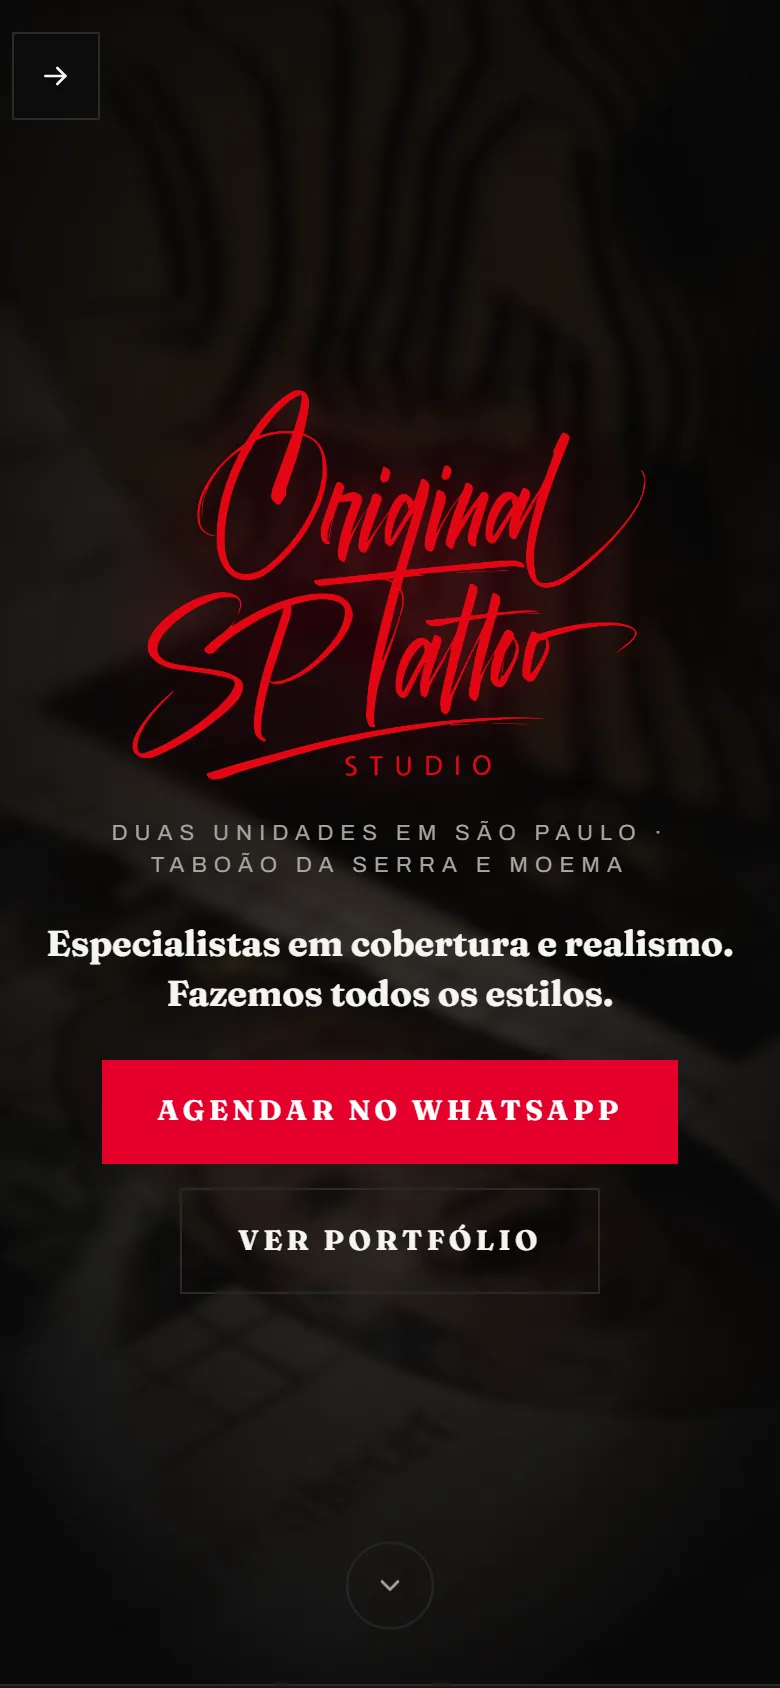 Original
SP Tattoo
STUDIO
DUAS UNIDADES EM SÃO PAULO ·
TABOÃO DA SERRA E MOEMA
Especialistas em cobertura e realismo.
Fazemos todos os estilos.
AGENDAR NO WHATSAPP
VER PORTFÓLIO